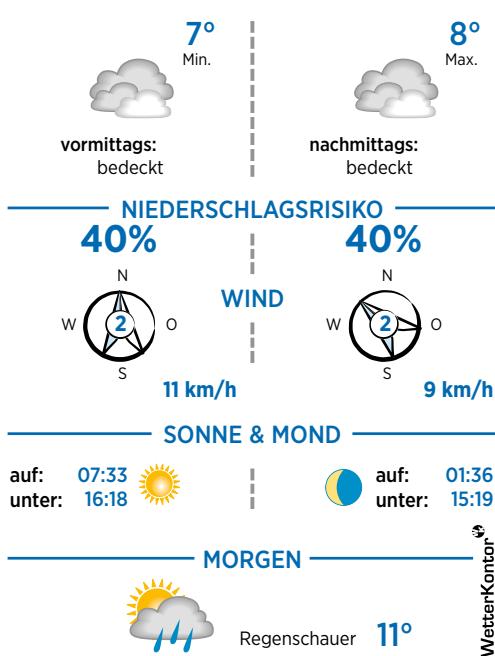 7°
Min.
8°
Max.
vormittags:
bedeckt
nachmittags:
bedeckt
NIEDERSCHLAGSRISIKO
40%
40%
WIND
N
W
2
O
S
11 km/h
N
W
2
O
S
9 km/h
SONNE & MOND
auf: 07:33
unter: 16:18
auf: 01:36
unter: 15:19
MORGEN
Regenschauer 11°
WetterKontor